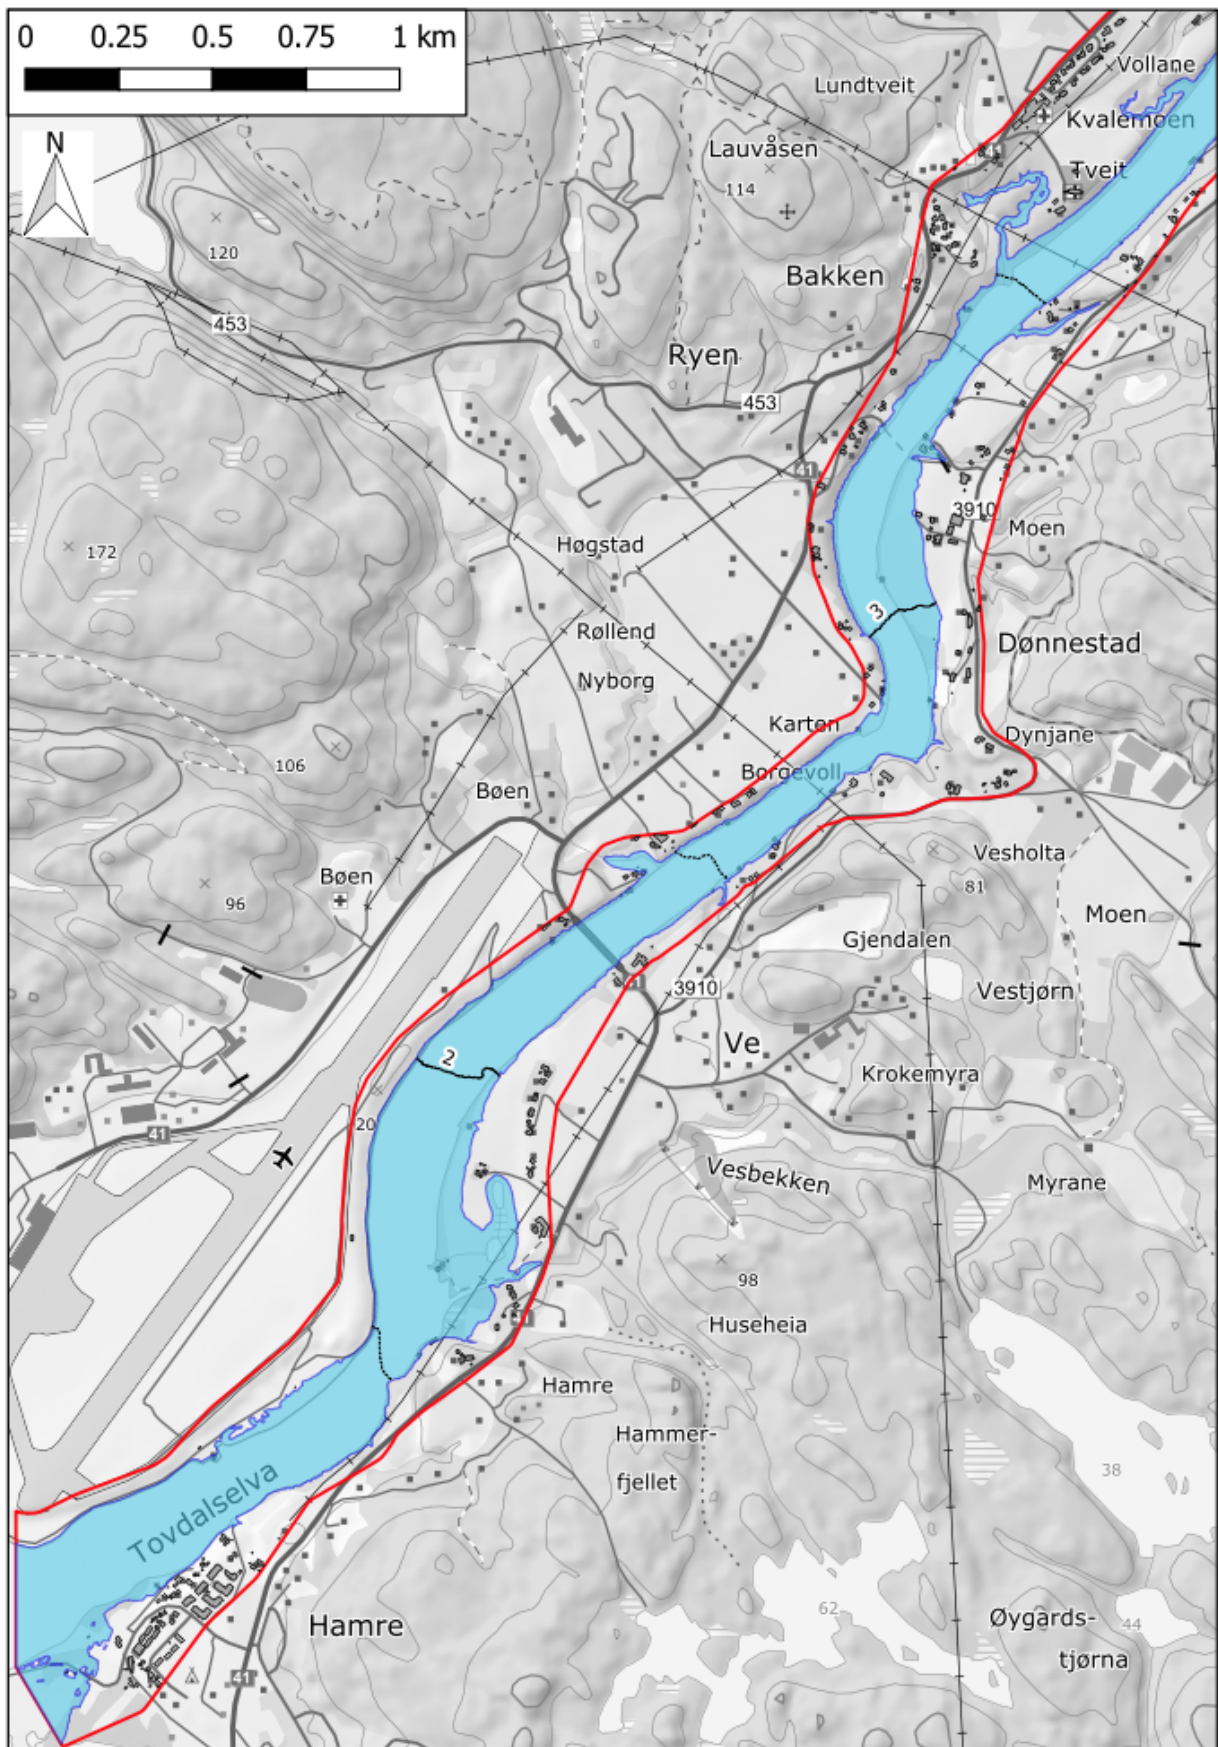 0 0.25 0.5 0.75 1 km
Vollane
Lundtveit
N
Kvalemoen
Lauvåsen
41
Tveit
114
120
Bakken
453
Ryen
453
41
3910
Moen
Høgstad
172
3
Røllend
Dønnestad
Nyborg
Karten
Dynjane
106
Borgevoll
Bøen
Vesholta
Bøen
81
96
Moen
Gjendalen
3910
Vestjørn
Ve
2
Krokemyra
20
41
Vesbekken
Myrane
98
Huseheia
41
Hamre
Hammer-
fjellet
38
Tovdalselva
62
Øygards-
44
Hamre
tjørna
41